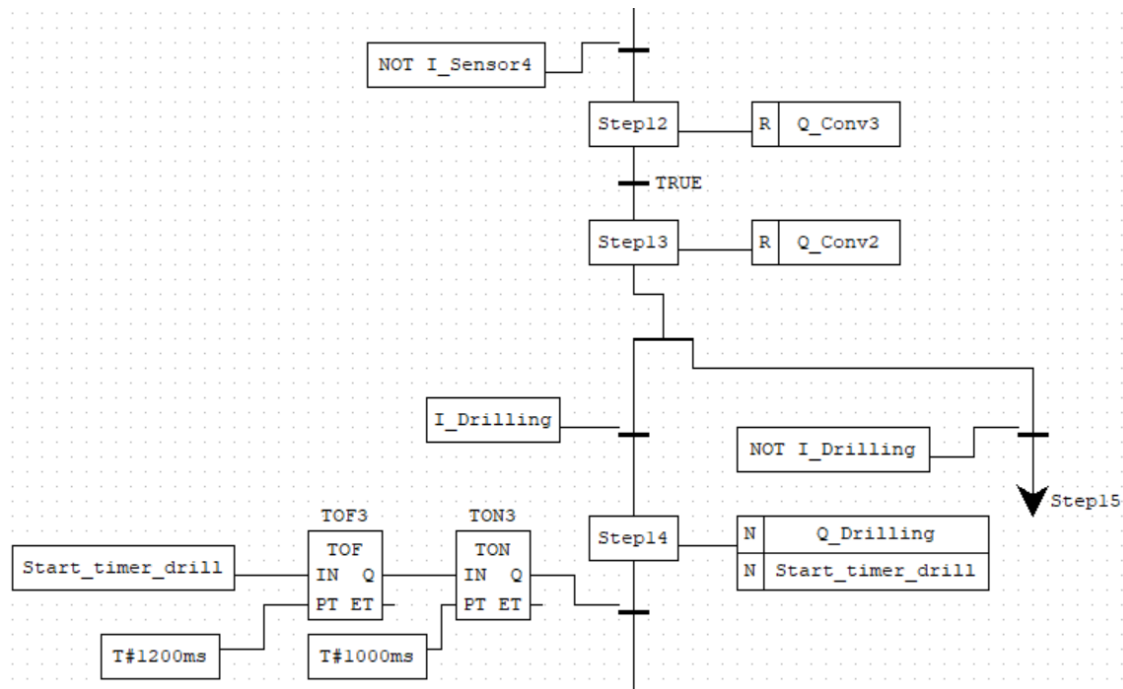 NOT I_Sensor4
Step12
R Q_Conv3
TRUE
Step13
R Q_Conv2
I_Drilling
NOT I_Drilling
Step15
TOF3
TON3
Step14
N Q_Drilling
N Start_timer_drill
Start_timer_drill
TOF
IN Q
PT ET
TON
IN Q
PT ET
T#1200ms
T#1000ms